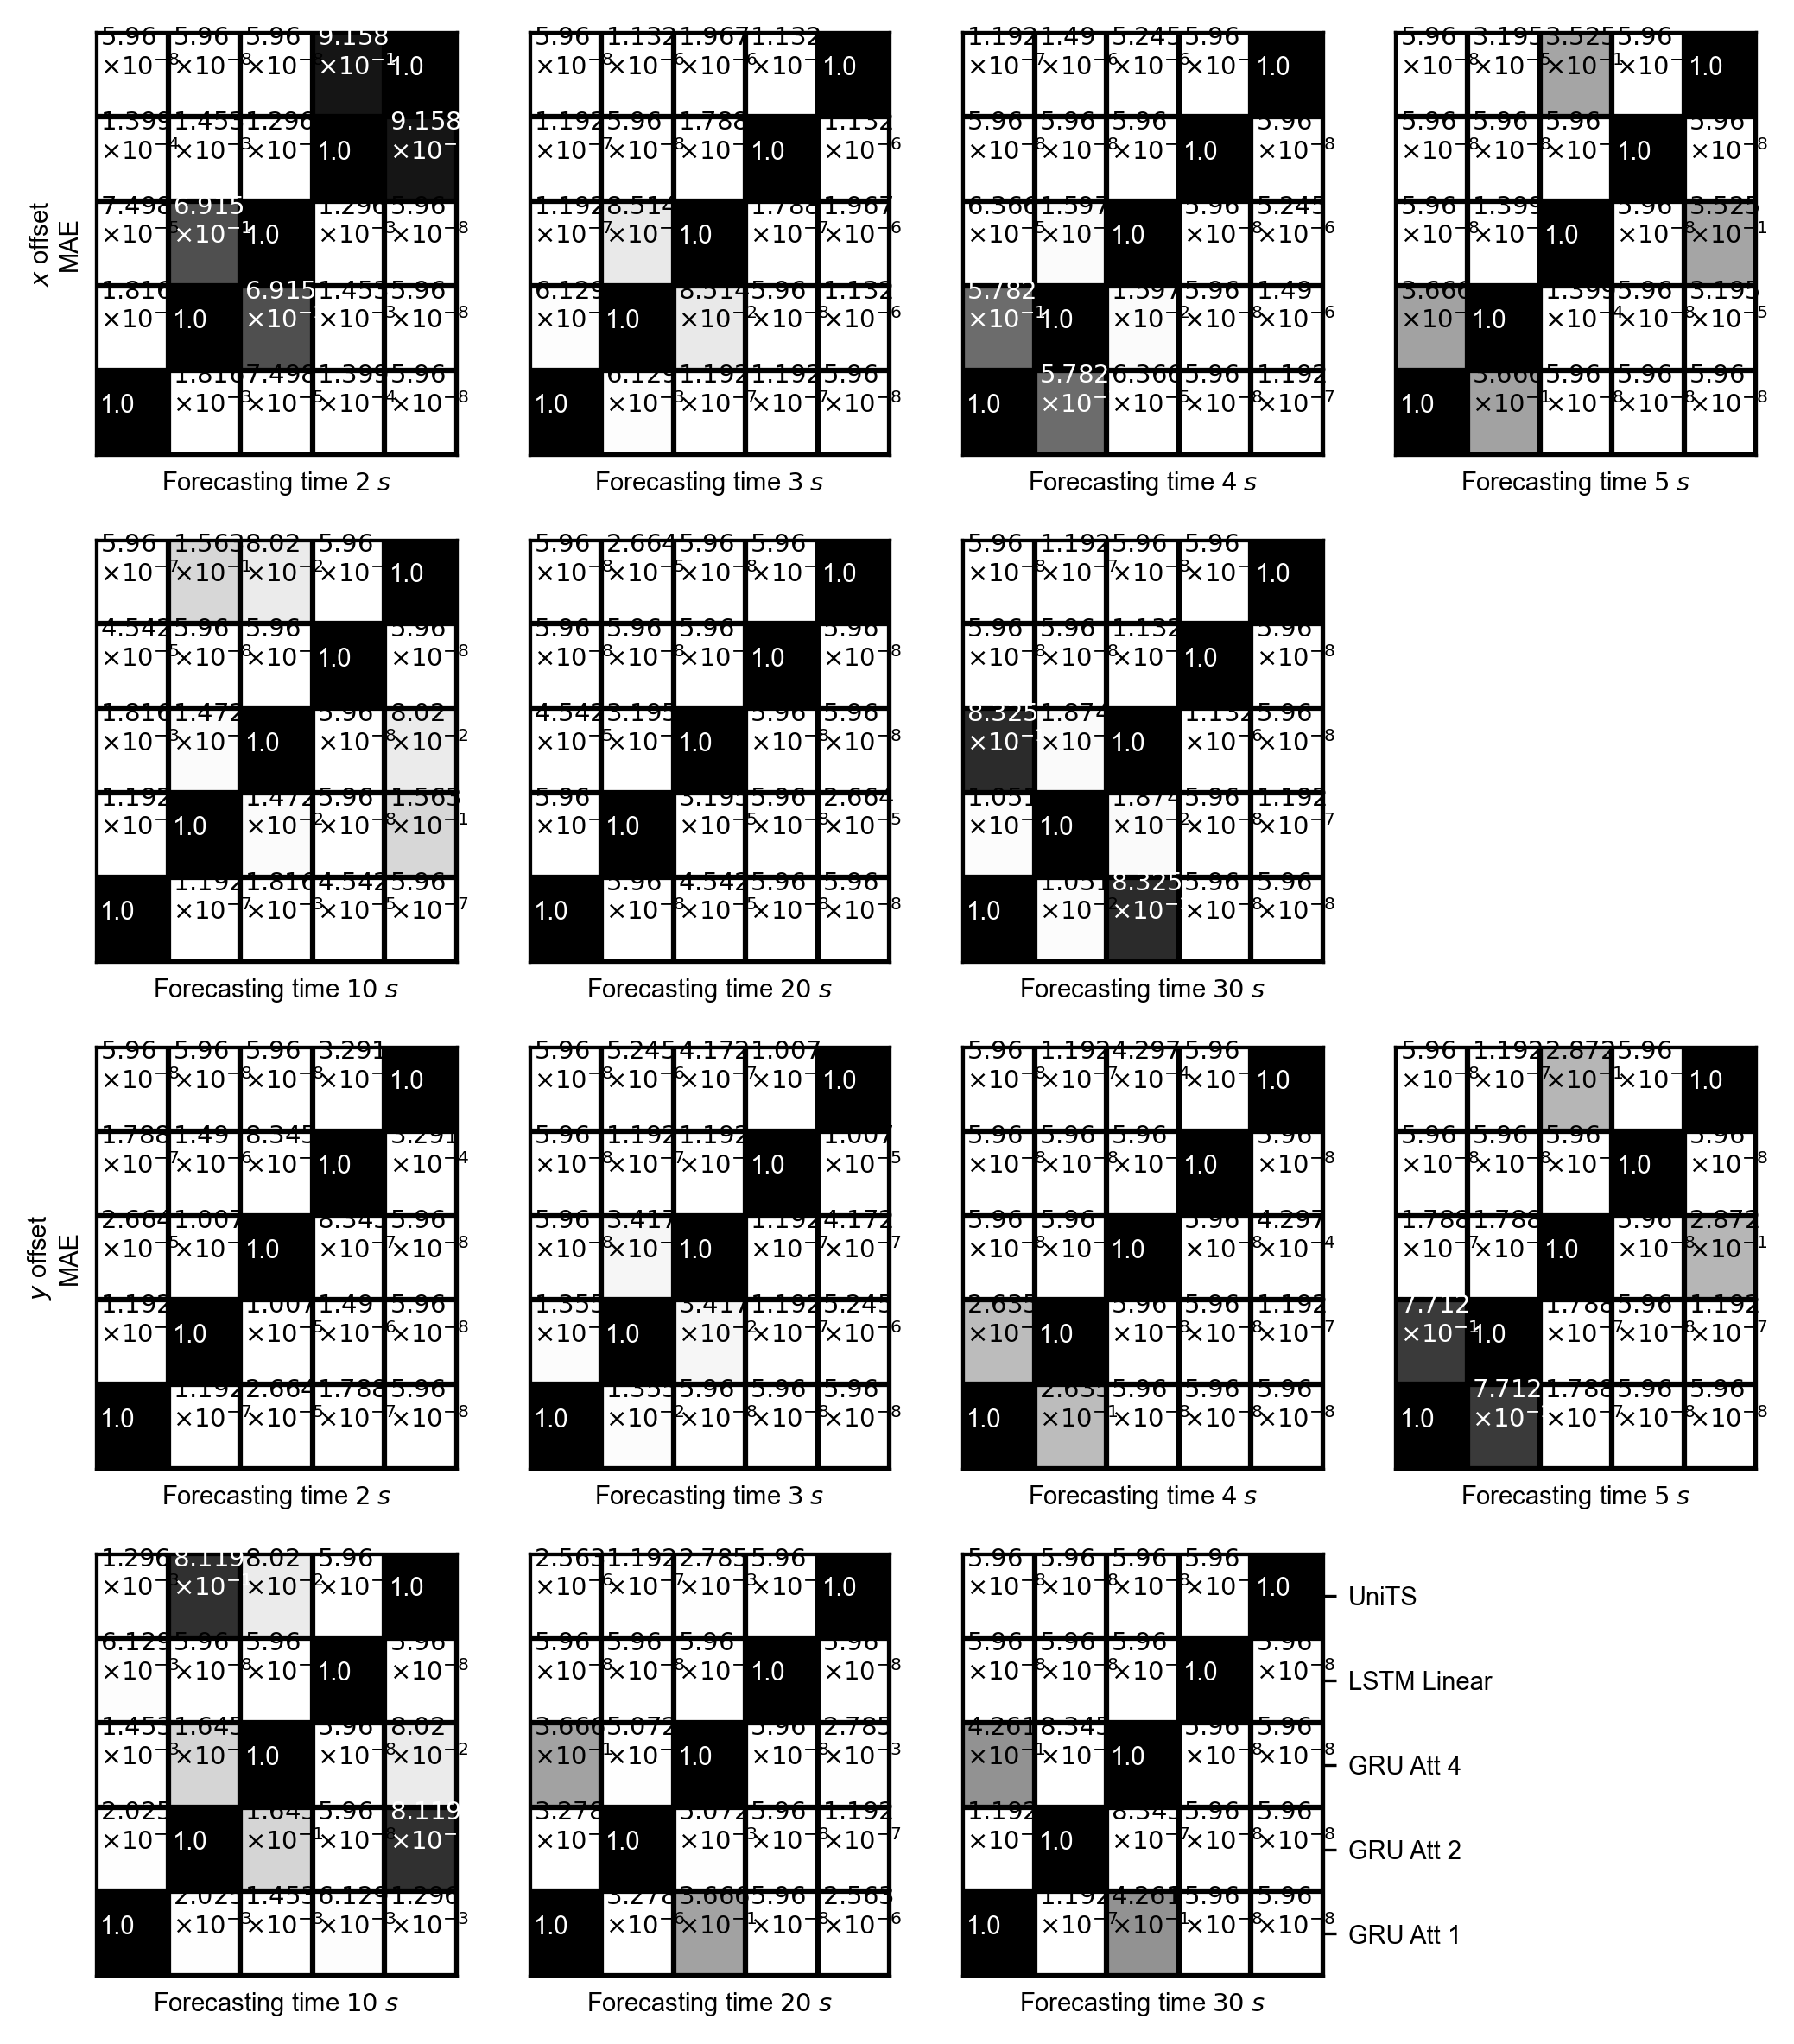 x offset
MAE
5.96 5.96 5.96 9.158
×10⁻⁸ ×10⁻⁸ ×10⁻ ×10⁻¹ 1.0
1.399 1.453 1.296 9.158
×10⁻⁴ ×10⁻³ ×10⁻ 1.0 ×10⁻
7.498 6.915 1.296 5.96
×10⁻⁵ ×10⁻¹ 1.0 ×10⁻³ ×10⁻⁸
1.816 6.915 1.453 5.96
×10⁻ 1.0 ×10⁻ ×10⁻³ ×10⁻⁸
1.816 7.498 1.399 5.96
1.0 ×10⁻³ ×10⁻⁵ ×10⁻⁴ ×10⁻⁸
Forecasting time 2 s
5.96 1.132 1.967 1.132
×10⁻⁸ ×10⁻⁶ ×10⁻⁶ ×10⁻ 1.0
1.192 5.96 1.788 1.132
×10⁻⁷ ×10⁻⁸ ×10⁻ 1.0 ×10⁻⁶
1.192 8.514 1.788 1.967
×10⁻⁷ ×10⁻ 1.0 ×10⁻⁷ ×10⁻⁶
6.129 8.514 5.96 1.132
×10⁻ 1.0 ×10⁻² ×10⁻⁸ ×10⁻⁶
6.129 1.192 1.192 5.96
1.0 ×10⁻³ ×10⁻⁷ ×10⁻⁷ ×10⁻⁸
Forecasting time 3 s
1.192 1.49 5.245 5.96
×10⁻⁷ ×10⁻⁶ ×10⁻⁶ ×10⁻ 1.0
5.96 5.96 5.96 5.96
×10⁻⁸ ×10⁻⁸ ×10⁻ 1.0 ×10⁻⁸
6.366 1.597 5.96 5.245
×10⁻⁵ ×10⁻ 1.0 ×10⁻⁸ ×10⁻⁶
5.782 1.597 5.96 1.49
×10⁻¹ 1.0 ×10⁻² ×10⁻⁸ ×10⁻⁶
5.782 6.366 5.96 1.192
1.0 ×10⁻ ×10⁻⁵ ×10⁻⁸ ×10⁻⁷
Forecasting time 4 s
5.96 3.195 3.525 5.96
×10⁻⁸ ×10⁻⁵ ×10⁻¹ ×10⁻ 1.0
5.96 5.96 5.96 5.96
×10⁻⁸ ×10⁻⁸ ×10⁻ 1.0 ×10⁻⁸
5.96 1.399 5.96 3.525
×10⁻⁸ ×10⁻ 1.0 ×10⁻⁸ ×10⁻¹
3.666 1.399 5.96 3.195
×10⁻ 1.0 ×10⁻⁴ ×10⁻⁸ ×10⁻⁵
3.666 5.96 5.96 5.96
1.0 ×10⁻¹ ×10⁻⁸ ×10⁻⁸ ×10⁻⁸
Forecasting time 5 s
5.96 1.563 8.02 5.96
×10⁻⁷ ×10⁻¹ ×10⁻² ×10⁻ 1.0
4.542 5.96 5.96 5.96
×10⁻⁵ ×10⁻⁸ ×10⁻ 1.0 ×10⁻⁸
1.816 1.472 5.96 8.02
×10⁻³ ×10⁻ 1.0 ×10⁻⁸ ×10⁻²
1.192 1.472 5.96 1.563
×10⁻ 1.0 ×10⁻² ×10⁻⁸ ×10⁻¹
1.192 1.816 4.542 5.96
1.0 ×10⁻⁷ ×10⁻³ ×10⁻⁵ ×10⁻⁷
Forecasting time 10 s
5.96 2.664 5.96 5.96
×10⁻⁸ ×10⁻⁵ ×10⁻⁸ ×10⁻ 1.0
5.96 5.96 5.96 5.96
×10⁻⁸ ×10⁻⁸ ×10⁻ 1.0 ×10⁻⁸
4.542 3.195 5.96 5.96
×10⁻⁵ ×10⁻ 1.0 ×10⁻⁸ ×10⁻⁸
5.96 3.195 5.96 2.664
×10⁻ 1.0 ×10⁻⁵ ×10⁻⁸ ×10⁻⁵
5.96 4.542 5.96 5.96
1.0 ×10⁻⁸ ×10⁻⁵ ×10⁻⁸ ×10⁻⁸
Forecasting time 20 s
5.96 1.192 5.96 5.96
×10⁻⁸ ×10⁻⁷ ×10⁻⁸ ×10⁻ 1.0
5.96 5.96 1.132 5.96
×10⁻⁸ ×10⁻⁸ ×10⁻ 1.0 ×10⁻⁸
8.325 1.874 1.132 5.96
×10⁻ ×10⁻ 1.0 ×10⁻⁶ ×10⁻⁸
1.051 1.874 5.96 1.192
×10⁻ 1.0 ×10⁻² ×10⁻⁸ ×10⁻⁷
1.051 8.325 5.96 5.96
1.0 ×10⁻² ×10⁻ ×10⁻⁸ ×10⁻⁸
Forecasting time 30 s
y offset
MAE
5.96 5.96 5.96 3.291
×10⁻⁸ ×10⁻⁸ ×10⁻⁸ ×10⁻ 1.0
1.788 1.49 8.345 3.291
×10⁻⁷ ×10⁻⁶ ×10⁻ 1.0 ×10⁻⁴
2.664 1.007 8.345 5.96
×10⁻⁵ ×10⁻ 1.0 ×10⁻⁷ ×10⁻⁸
1.192 1.007 1.49 5.96
×10⁻ 1.0 ×10⁻⁵ ×10⁻⁶ ×10⁻⁸
1.192 2.664 1.788 5.96
1.0 ×10⁻⁷ ×10⁻⁵ ×10⁻⁷ ×10⁻⁸
Forecasting time 2 s
5.96 5.245 4.172 1.007
×10⁻⁸ ×10⁻⁶ ×10⁻⁷ ×10⁻ 1.0
5.96 1.192 1.192 1.007
×10⁻⁸ ×10⁻⁷ ×10⁻ 1.0 ×10⁻⁵
5.96 3.417 1.192 4.172
×10⁻⁸ ×10⁻ 1.0 ×10⁻⁷ ×10⁻⁷
1.355 3.417 1.192 5.245
×10⁻ 1.0 ×10⁻² ×10⁻⁷ ×10⁻⁶
1.355 5.96 5.96 5.96
1.0 ×10⁻² ×10⁻⁸ ×10⁻⁸ ×10⁻⁸
Forecasting time 3 s
5.96 1.192 4.297 5.96
×10⁻⁸ ×10⁻⁷ ×10⁻⁴ ×10⁻ 1.0
5.96 5.96 5.96 5.96
×10⁻⁸ ×10⁻⁸ ×10⁻ 1.0 ×10⁻⁸
5.96 5.96 5.96 4.297
×10⁻⁸ ×10⁻ 1.0 ×10⁻⁸ ×10⁻⁴
2.635 5.96 5.96 1.192
×10⁻ 1.0 ×10⁻⁸ ×10⁻⁸ ×10⁻⁷
2.635 5.96 5.96 5.96
1.0 ×10⁻¹ ×10⁻⁸ ×10⁻⁸ ×10⁻⁸
Forecasting time 4 s
5.96 1.192 2.872 5.96
×10⁻⁸ ×10⁻⁷ ×10⁻¹ ×10⁻ 1.0
5.96 5.96 5.96 5.96
×10⁻⁸ ×10⁻⁸ ×10⁻ 1.0 ×10⁻⁸
1.788 1.788 5.96 2.872
×10⁻⁷ ×10⁻ 1.0 ×10⁻⁸ ×10⁻¹
7.712 1.788 5.96 1.192
×10⁻¹ 1.0 ×10⁻⁷ ×10⁻⁸ ×10⁻⁷
7.712 1.788 5.96 5.96
1.0 ×10⁻ ×10⁻⁷ ×10⁻⁸ ×10⁻⁸
Forecasting time 5 s
1.296 8.119 8.02 5.96
×10⁻³ ×10⁻ ×10⁻² ×10⁻ 1.0
6.129 5.96 5.96 5.96
×10⁻³ ×10⁻⁸ ×10⁻ 1.0 ×10⁻⁸
1.453 1.645 5.96 8.02
×10⁻³ ×10⁻ 1.0 ×10⁻⁸ ×10⁻²
2.025 1.645 5.96 8.119
×10⁻ 1.0 ×10⁻¹ ×10⁻⁸ ×10⁻
2.025 1.453 6.129 1.296
1.0 ×10⁻³ ×10⁻³ ×10⁻³ ×10⁻³
Forecasting time 10 s
2.563 1.192 2.785 5.96
×10⁻⁶ ×10⁻⁷ ×10⁻³ ×10⁻ 1.0
5.96 5.96 5.96 5.96
×10⁻⁸ ×10⁻⁸ ×10⁻ 1.0 ×10⁻⁸
3.666 5.072 5.96 2.785
×10⁻¹ ×10⁻ 1.0 ×10⁻⁸ ×10⁻³
3.278 5.072 5.96 1.192
×10⁻ 1.0 ×10⁻³ ×10⁻⁸ ×10⁻⁷
3.278 3.666 5.96 2.563
1.0 ×10⁻⁶ ×10⁻¹ ×10⁻⁸ ×10⁻⁶
Forecasting time 20 s
5.96 5.96 5.96 5.96
×10⁻⁸ ×10⁻⁸ ×10⁻⁸ ×10⁻ 1.0
UniTS
5.96 5.96 5.96 5.96
×10⁻⁸ ×10⁻⁸ ×10⁻ 1.0 ×10⁻⁸
LSTM Linear
4.261 8.345 5.96 5.96
×10⁻¹ ×10⁻ 1.0 ×10⁻⁸ ×10⁻⁸
GRU Att 4
1.192 8.345 5.96 5.96
×10⁻ 1.0 ×10⁻⁷ ×10⁻⁸ ×10⁻⁸
GRU Att 2
1.192 4.261 5.96 5.96
1.0 ×10⁻⁷ ×10⁻¹ ×10⁻⁸ ×10⁻⁸
GRU Att 1
Forecasting time 30 s